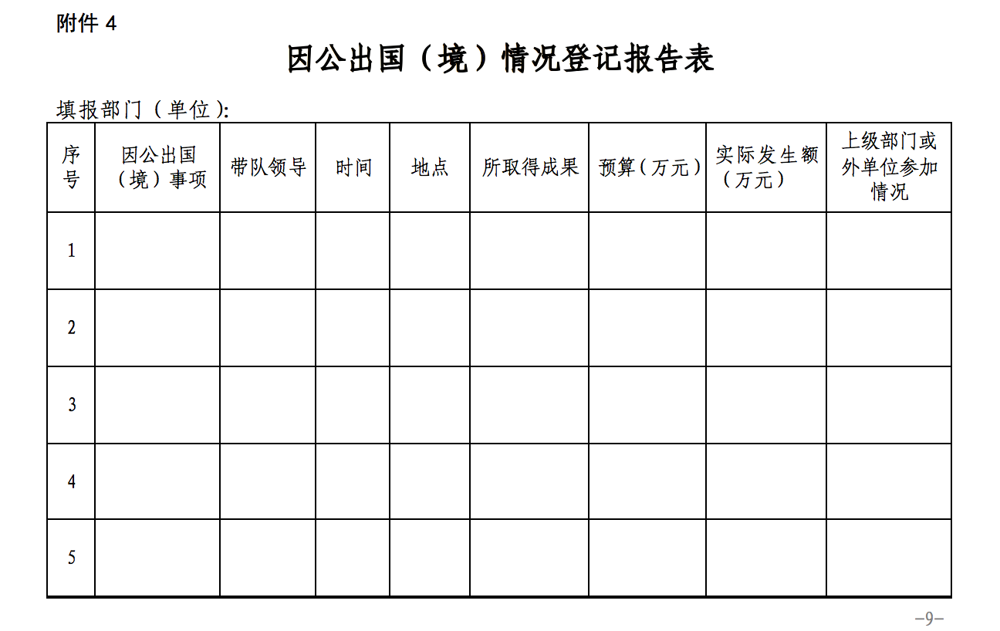 附件 4
因公出国（境）情况登记报告表
填报部门（单位）：
序号
因公出国（境）事项
带队领导
时间
地点
所取得成果
预算（万元）
实际发生额（万元）
上级部门或外单位参加情况
1
2
3
4
5
—9—